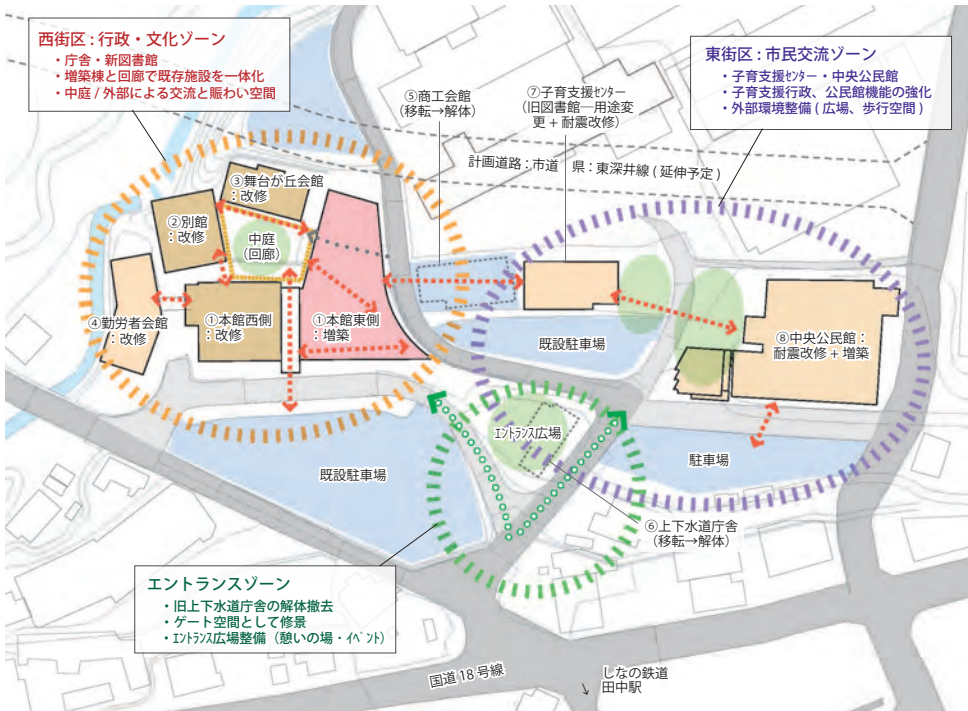 西街区：行政・文化ゾーン
・庁舎・新図書館
・増築棟と回廊で既存施設を一体化
・中庭 / 外部による交流と賑わい空間
東街区：市民交流ゾーン
・子育支援センター・中央公民館
・子育支援行政、公民館機能の強化
・外部環境整備 ( 広場、歩行空間 )
⑤商工会館
（移転→解体）
⑦子育支援センター
（旧図書館―用途変
更 + 耐震改修）
計画道路：市道　県：東深井線 ( 延伸予定 )
③舞台が丘会館
：改修
②別館
：改修
中庭
（回廊）
④勤労者会館
：改修
①本館西側
：改修
①本館東側
：増築
既設駐車場
⑧中央公民館：
耐震改修 + 増築
エントランス広場
既設駐車場
駐車場
⑥上下水道庁舎
（移転→解体）
エントランスゾーン
・旧上下水道庁舎の解体撤去
・ゲート空間として修景
・エントランス広場整備（憩いの場・イベント）
国道 18 号線
しなの鉄道
田中駅